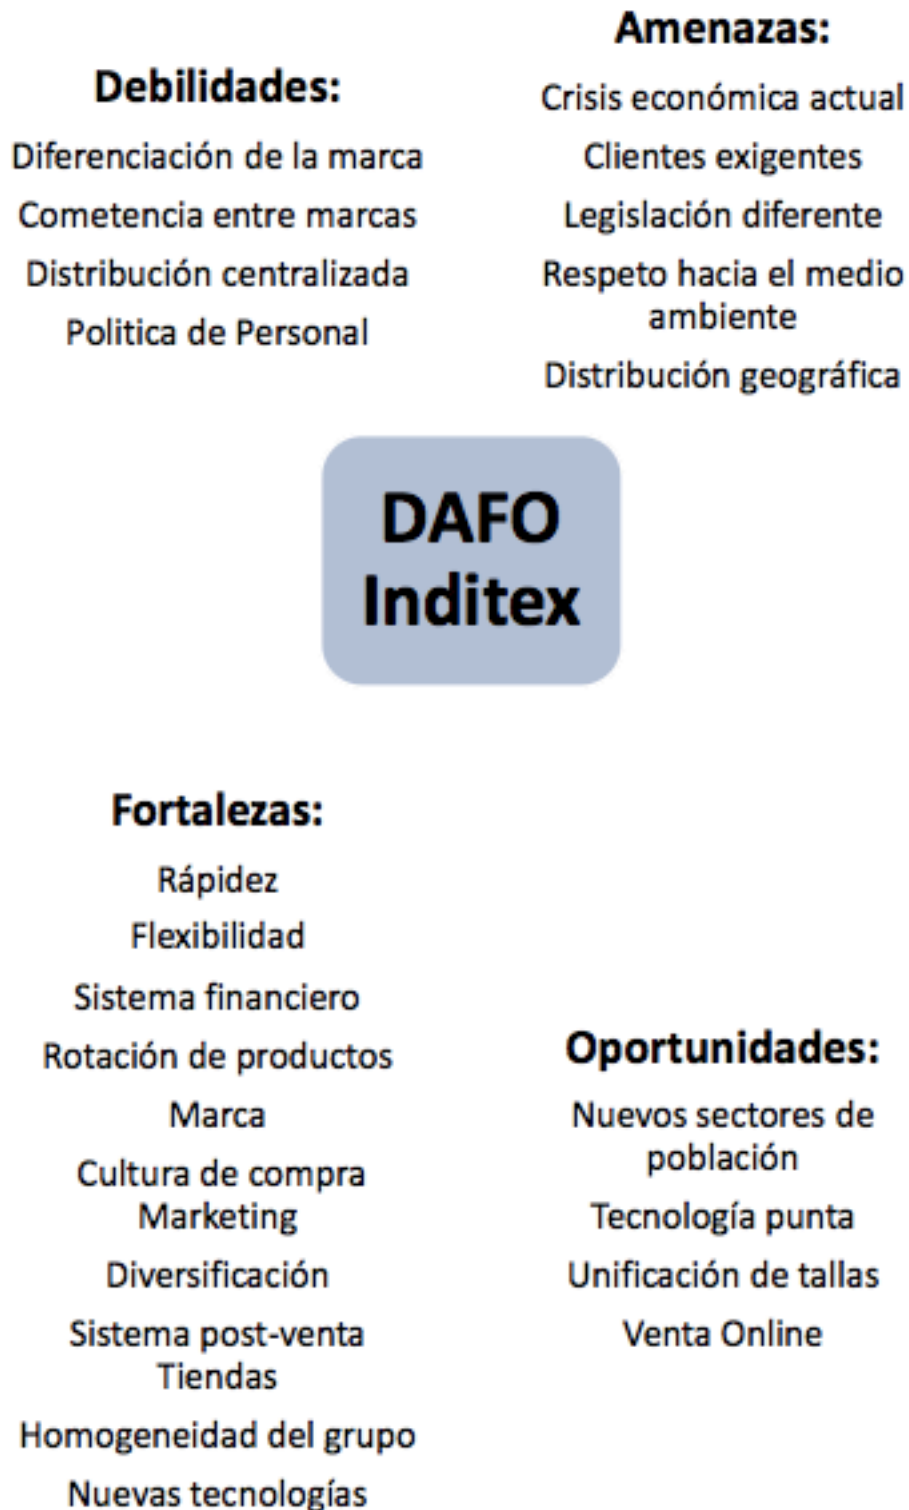 Debilidades:
Diferenciación de la marca
Cometencia entre marcas
Distribución centralizada
Politica de Personal
Amenazas:
Crisis económica actual
Clientes exigentes
Legislación diferente
Respeto hacia el medio
ambiente
Distribución geográfica
DAFO
Inditex
Fortalezas:
Rápidez
Flexibilidad
Sistema financiero
Rotación de productos
Marca
Cultura de compra
Marketing
Diversificación
Sistema post-venta
Tiendas
Homogeneidad del grupo
Nuevas tecnologías
Oportunidades:
Nuevos sectores de
población
Tecnología punta
Unificación de tallas
Venta Online